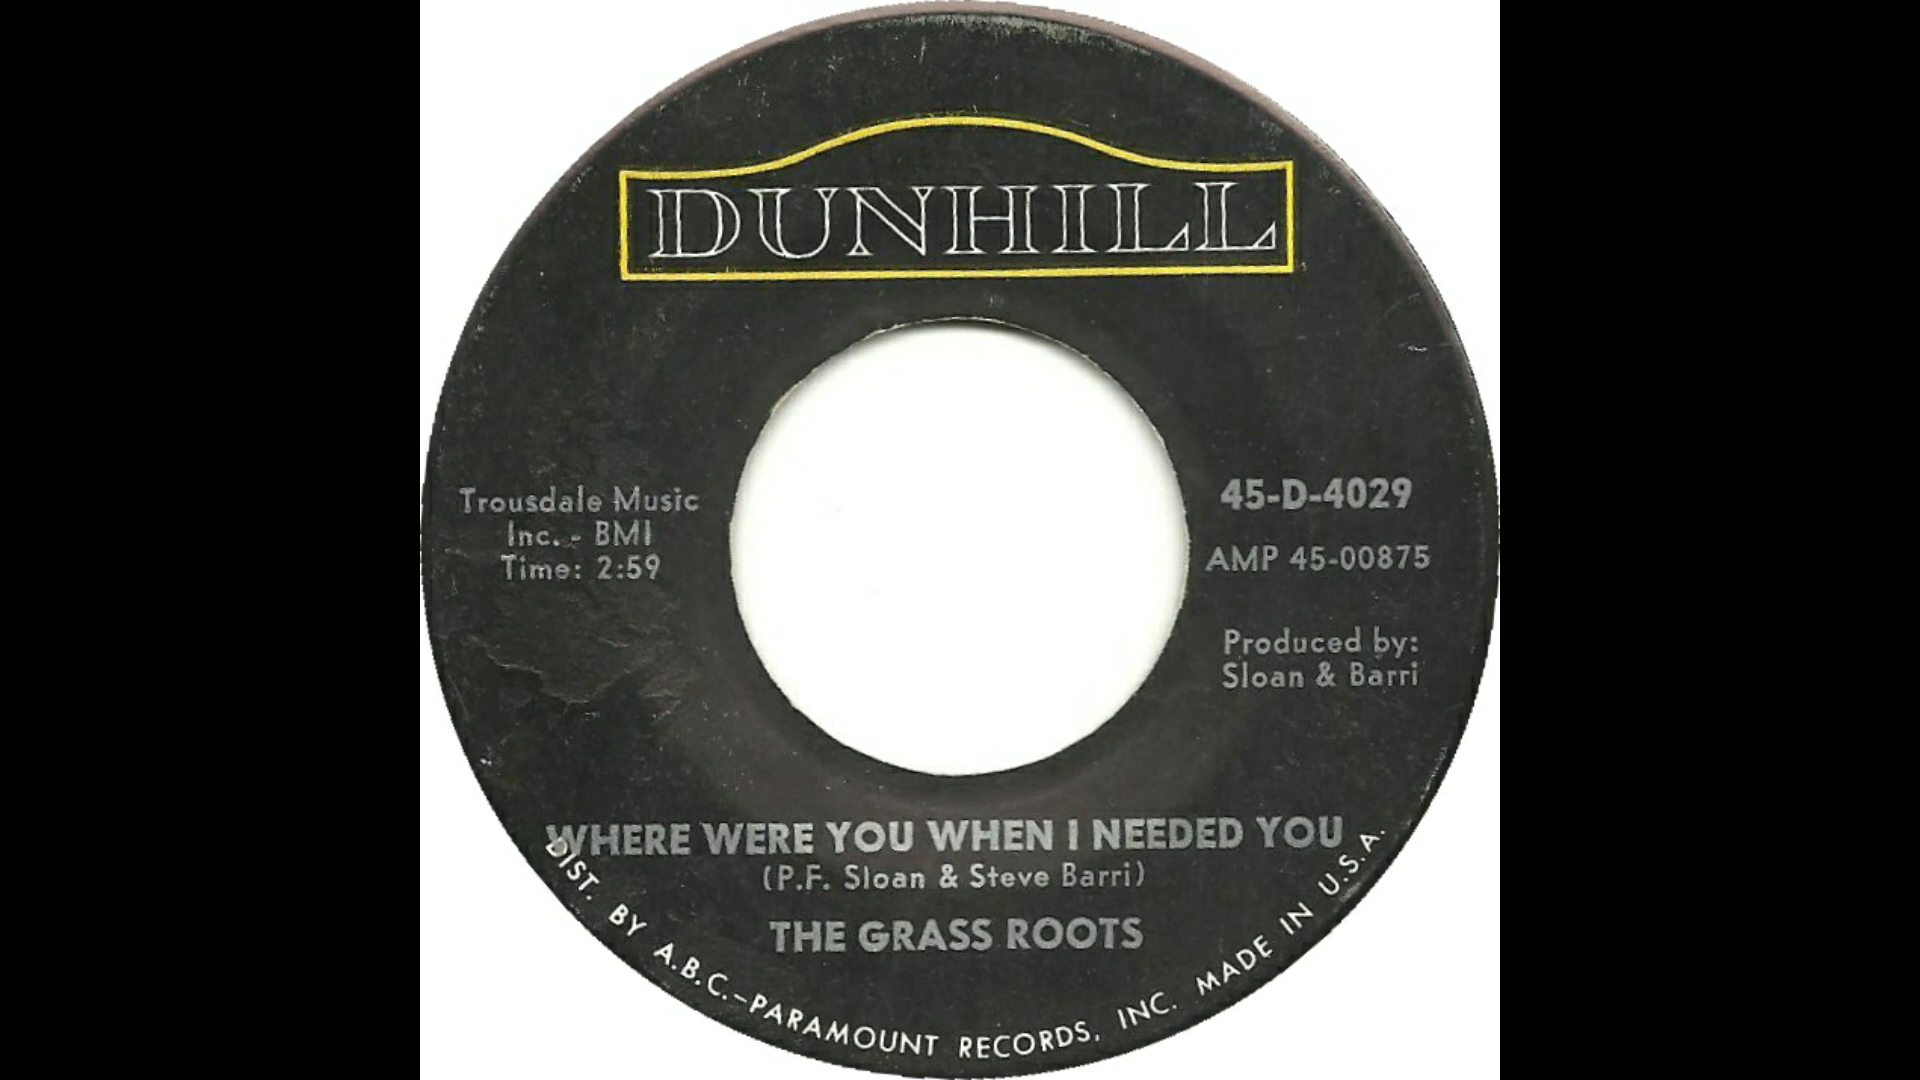 DUNHILL
Trousdale Music
Inc. - BMI
Time: 2:59
45-D-4029
AMP 45-00875
Produced by:
Sloan & Barri
WHERE WERE YOU WHEN I NEEDED YOU
(P.F. Sloan & Steve Barri)
THE GRASS ROOTS
DIST. BY A.B.C.-PARAMOUNT RECORDS, INC. MADE IN U.S.A.